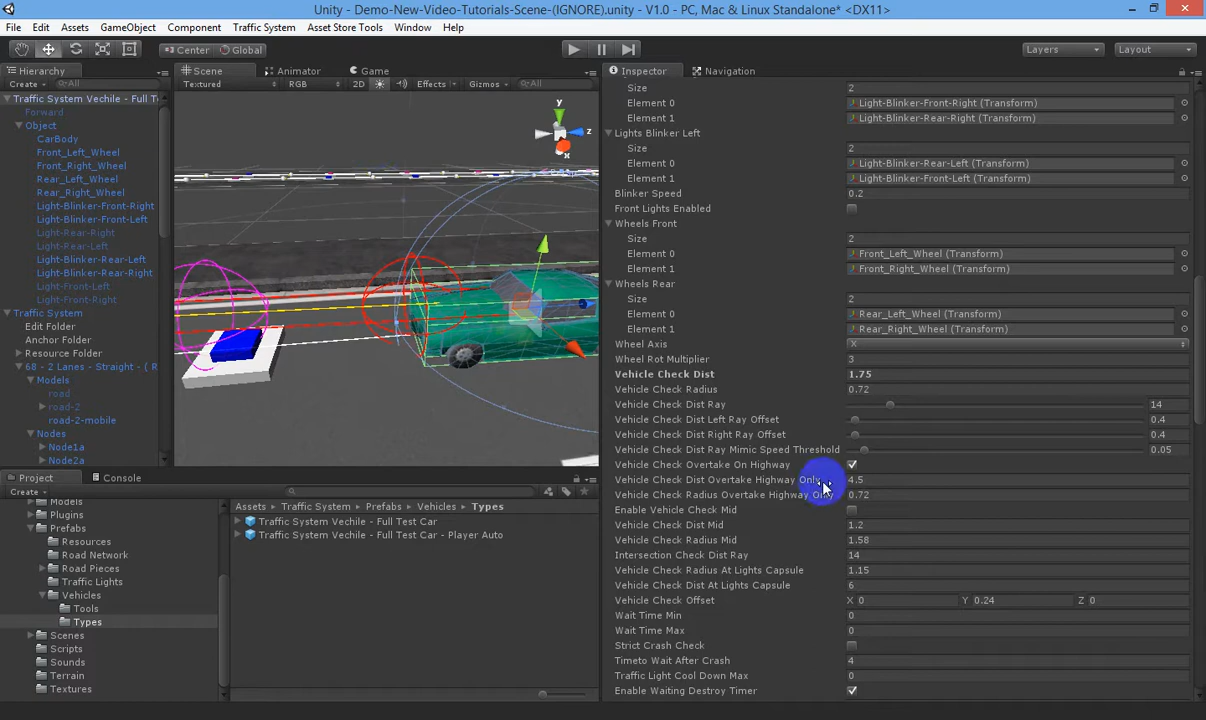 Unity - Demo-New-Video-Tutorials-Scene-(IGNORE).unity - V1.0 - PC, Mac & Linux Standalone* <DX11>
File Edit Assets GameObject Component Traffic System Asset Store Tools Window Help
Center Global Layers Layout
Hierarchy
Create All
Traffic System Vechile - Full T
Forward
Object
CarBody
Front_Left_Wheel
Front_Right_Wheel
Rear_Left_Wheel
Rear_Right_Wheel
Light-Blinker-Front-Right
Light-Blinker-Front-Left
Light-Rear-Right
Light-Rear-Left
Light-Blinker-Rear-Left
Light-Blinker-Rear-Right
Light-Front-Left
Light-Front-Right
Traffic System
Edit Folder
Anchor Folder
Resource Folder
68 - 2 Lanes - Straight - ( R
Models
road
road-2
road-2-mobile
Nodes
Node1a
Node2a
Scene Animator Game
Textured RGB 2D Effects Gizmos All
y
z
x
Project Console
Create
Models
Plugins
Prefabs
Resources
Road Network
Road Pieces
Traffic Lights
Vehicles
Tools
Types
Scenes
Scripts
Sounds
Terrain
Textures
Assets Traffic System Prefabs Vehicles Types
Traffic System Vechile - Full Test Car
Traffic System Vechile - Full Test Car - Player Auto
Inspector Navigation
Size 2
Element 0 Light-Blinker-Front-Right (Transform)
Element 1 Light-Blinker-Rear-Right (Transform)
Lights Blinker Left
Size 2
Element 0 Light-Blinker-Rear-Left (Transform)
Element 1 Light-Blinker-Front-Left (Transform)
Blinker Speed 0.2
Front Lights Enabled
Wheels Front
Size 2
Element 0 Front_Left_Wheel (Transform)
Element 1 Front_Right_Wheel (Transform)
Wheels Rear
Size 2
Element 0 Rear_Left_Wheel (Transform)
Element 1 Rear_Right_Wheel (Transform)
Wheel Axis X
Wheel Rot Multiplier 3
Vehicle Check Dist 1.75
Vehicle Check Radius 0.72
Vehicle Check Dist Ray 14
Vehicle Check Dist Left Ray Offset 0.4
Vehicle Check Dist Right Ray Offset 0.4
Vehicle Check Dist Ray Mimic Speed Threshold 0.05
Vehicle Check Overtake On Highway
Vehicle Check Dist Overtake Highway Only 4.5
Vehicle Check Radius Overtake Highway Only 0.72
Enable Vehicle Check Mid
Vehicle Check Dist Mid 1.2
Vehicle Check Radius Mid 1.58
Intersection Check Dist Ray 14
Vehicle Check Radius At Lights Capsule 1.15
Vehicle Check Dist At Lights Capsule 6
Vehicle Check Offset X 0 Y 0.24 Z 0
Wait Time Min 0
Wait Time Max 0
Strict Crash Check
Timeto Wait After Crash 4
Traffic Light Cool Down Max 0
Enable Waiting Destroy Timer